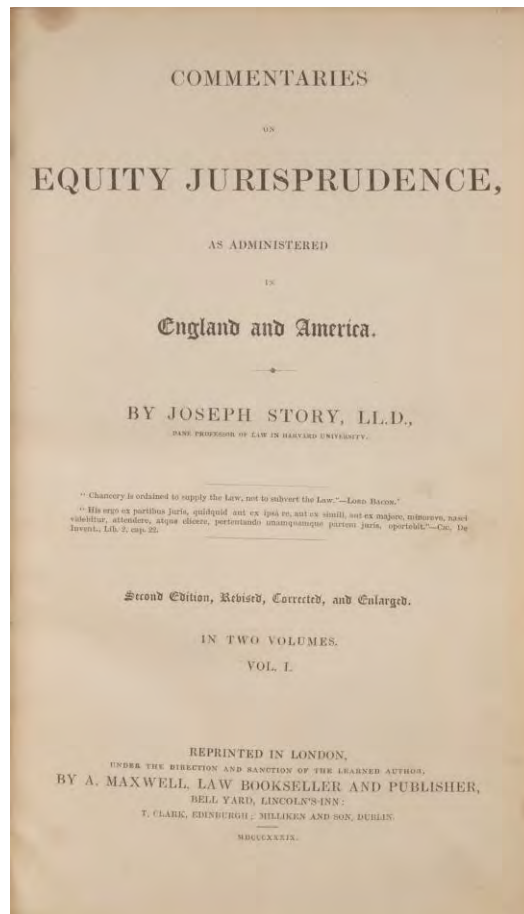 COMMENTARIES
ON
EQUITY JURISPRUDENCE,
AS ADMINISTERED
IN
England and America.
BY JOSEPH STORY, LL.D.,
DANE PROFESSOR OF LAW IN HARVARD UNIVERSITY.
"Chancery is ordained to supply the Law, not to subvert the Law."—LORD BACON.
"His ergo ex partibus juris, quidquid aut ex ipsâ re, aut ex simili, aut ex majore, minoreve, nasci
videbitur, attendere, atque elicere, pertentando unamquamque partem juris, oportebit."—CIC. De
Invent., Lib. 2, cap. 22.
Second Edition, Revised, Corrected, and Enlarged.
IN TWO VOLUMES.
VOL. I.
REPRINTED IN LONDON,
UNDER THE DIRECTION AND SANCTION OF THE LEARNED AUTHOR,
BY A. MAXWELL, LAW BOOKSELLER AND PUBLISHER,
BELL YARD, LINCOLN'S-INN:
T. CLARK, EDINBURGH; MILLIKEN AND SON, DUBLIN.
MDCCCXXXIX.